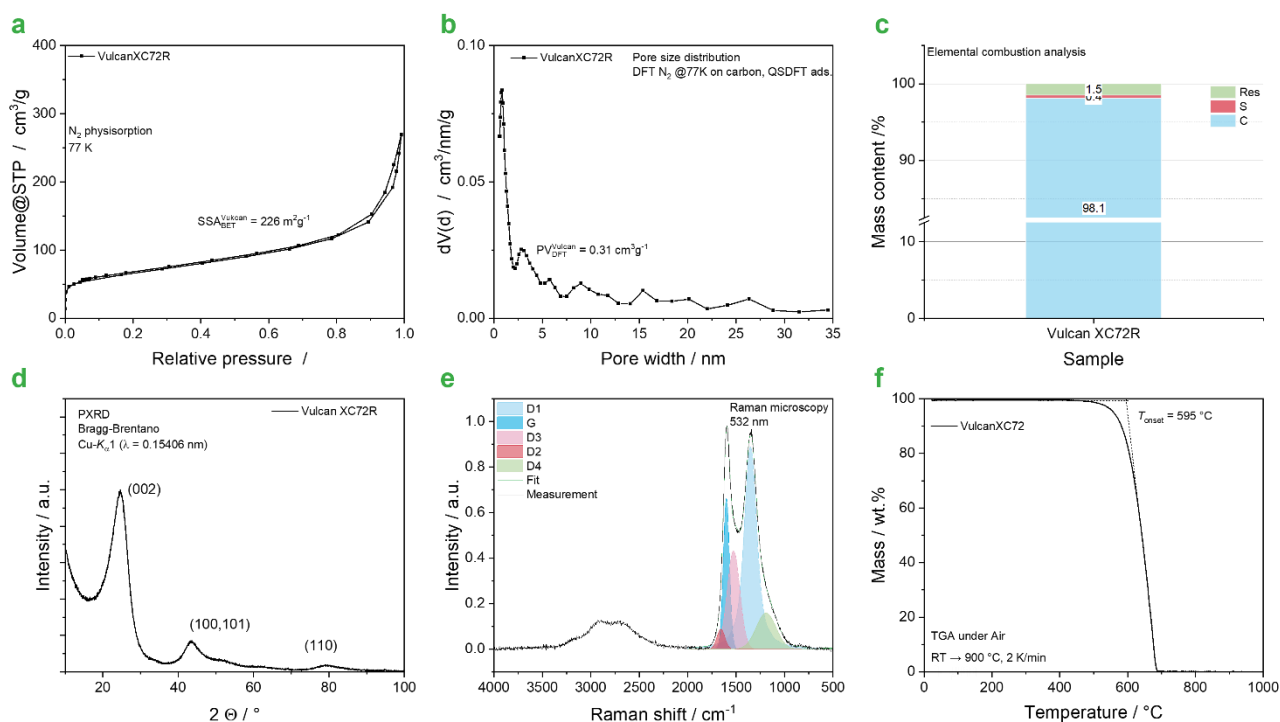 a
VulcanXC72R
N2 physisorption
77 K
SSA BET Vukcan = 226 m2g-1
400
300
200
100
0
0.0 0.2 0.4 0.6 0.8 1.0
Volume@STP / cm3/g
Relative pressure /
b
VulcanXC72R
Pore size distribution
DFT N2 @77K on carbon, QSDFT ads.
PV DFT Vulcan = 0.31 cm3g-1
0.10
0.05
0.00
0 5 10 15 20 25 30 35
dV(d) / cm3/nm/g
Pore width / nm
c
Elemental combustion analysis
Res
S
C
1.5
0.4
98.1
100
90
10
0
Mass content /%
Vulcan XC72R
Sample
d
PXRD
Bragg-Brentano
Cu-Kα1 (λ = 0.15406 nm)
Vulcan XC72R
(002)
(100,101)
(110)
20 40 60 80 100
Intensity / a.u.
2 Θ / °
e
D1
G
D3
D2
D4
Fit
Measurement
Raman microscopy
532 nm
1.0
0.8
0.6
0.4
0.2
0.0
4000 3500 3000 2500 2000 1500 1000 500
Intensity / a.u.
Raman shift / cm-1
f
VulcanXC72
Tonset = 595 °C
TGA under Air
RT → 900 °C, 2 K/min
100
80
60
40
20
0
0 200 400 600 800 1000
Mass / wt.%
Temperature / °C